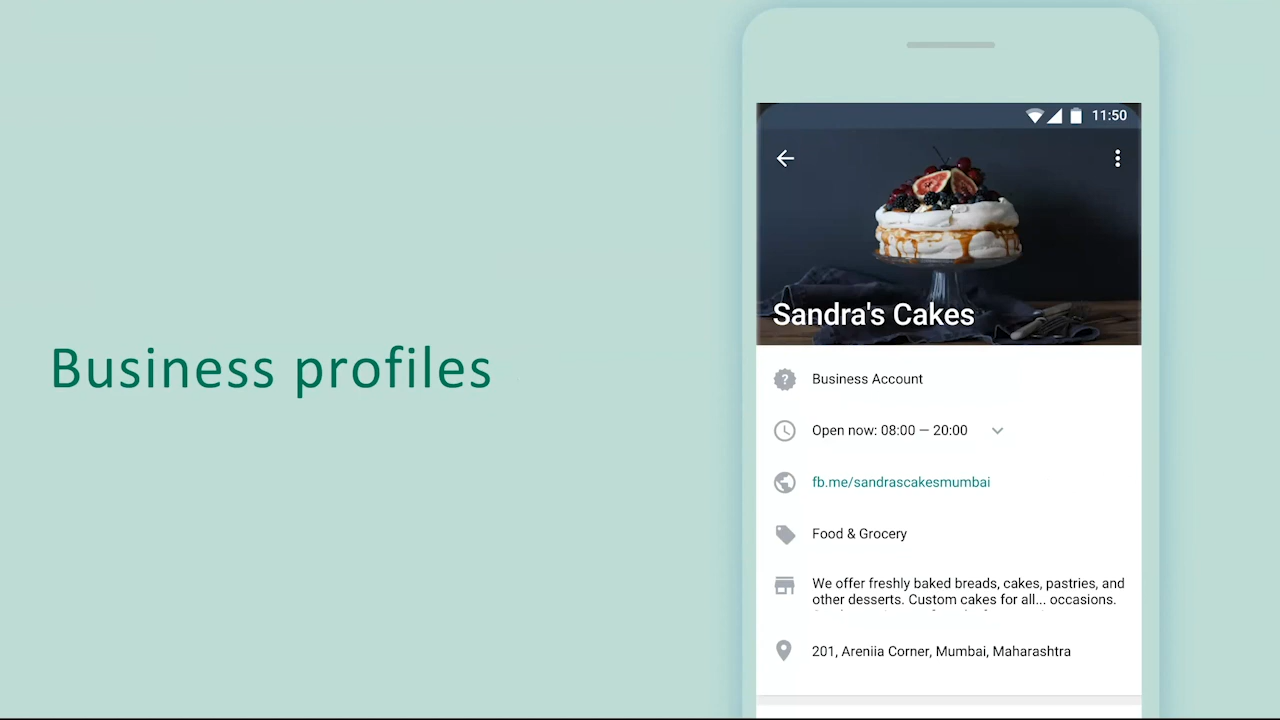 Business profiles
11:50
Sandra's Cakes
Business Account
Open now: 08:00 — 20:00
fb.me/sandrascakesmumbai
Food & Grocery
We offer freshly baked breads, cakes, pastries, and
other desserts. Custom cakes for all... occasions.
201, Areniia Corner, Mumbai, Maharashtra